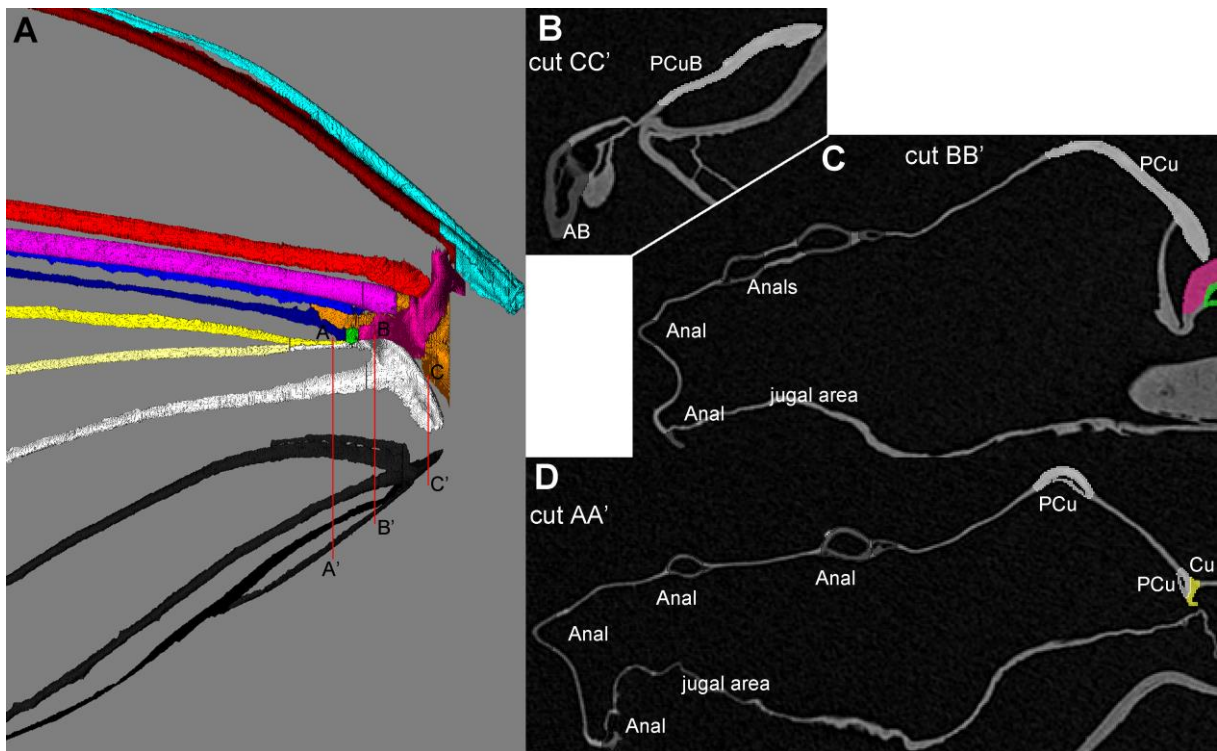 A
A
B
C
A'
B'
C'
B
cut CC'
PCuB
AB
C
cut BB'
PCu
Anals
Anal
Anal
jugal area
D
cut AA'
PCu
Cu
PCu
Anal
Anal
Anal
jugal area
Anal